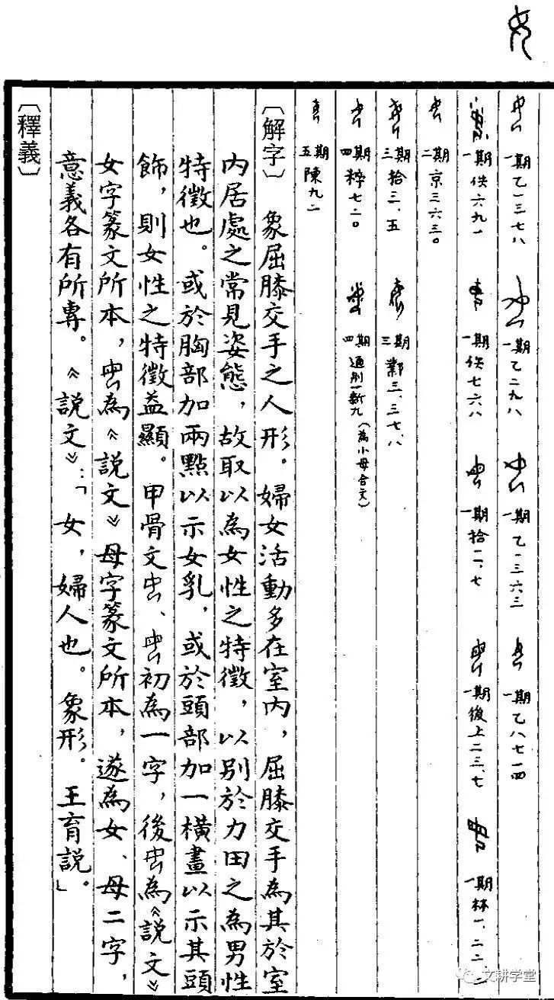 一期 乙一三七八
一期 乙二九八
一期 乙一三六三
一期 乙八七一四
一期 佚六九一
一期 佚七六八
一期 拾一一、七
一期 後上二三、七
一期 林一、二二
二期 京三六三〇
三期 拾三、五
三期 鄴三、三七、八
四期 粹七二〇
四期 通別一新九(為小母合文)
五期 陳九二
〔解字〕 象屈膝交手之人形。婦女活動多在室內,屈膝交手為其於室
內居處之常見姿態,故取以為女性之特徵,以別於力田之為男性
特徵也。或於胸部加兩點以示女乳,或於頭部加一橫畫以示其頭
飾,則女性之特徵益顯。甲骨文、初為一字,後為《說文》
女字篆文所本,為《說文》母字篆文所本,遂為女、母二字,
意義各有所專。《說文》:「女,婦人也。象形。王育說。」
〔釋義〕
文耕学堂